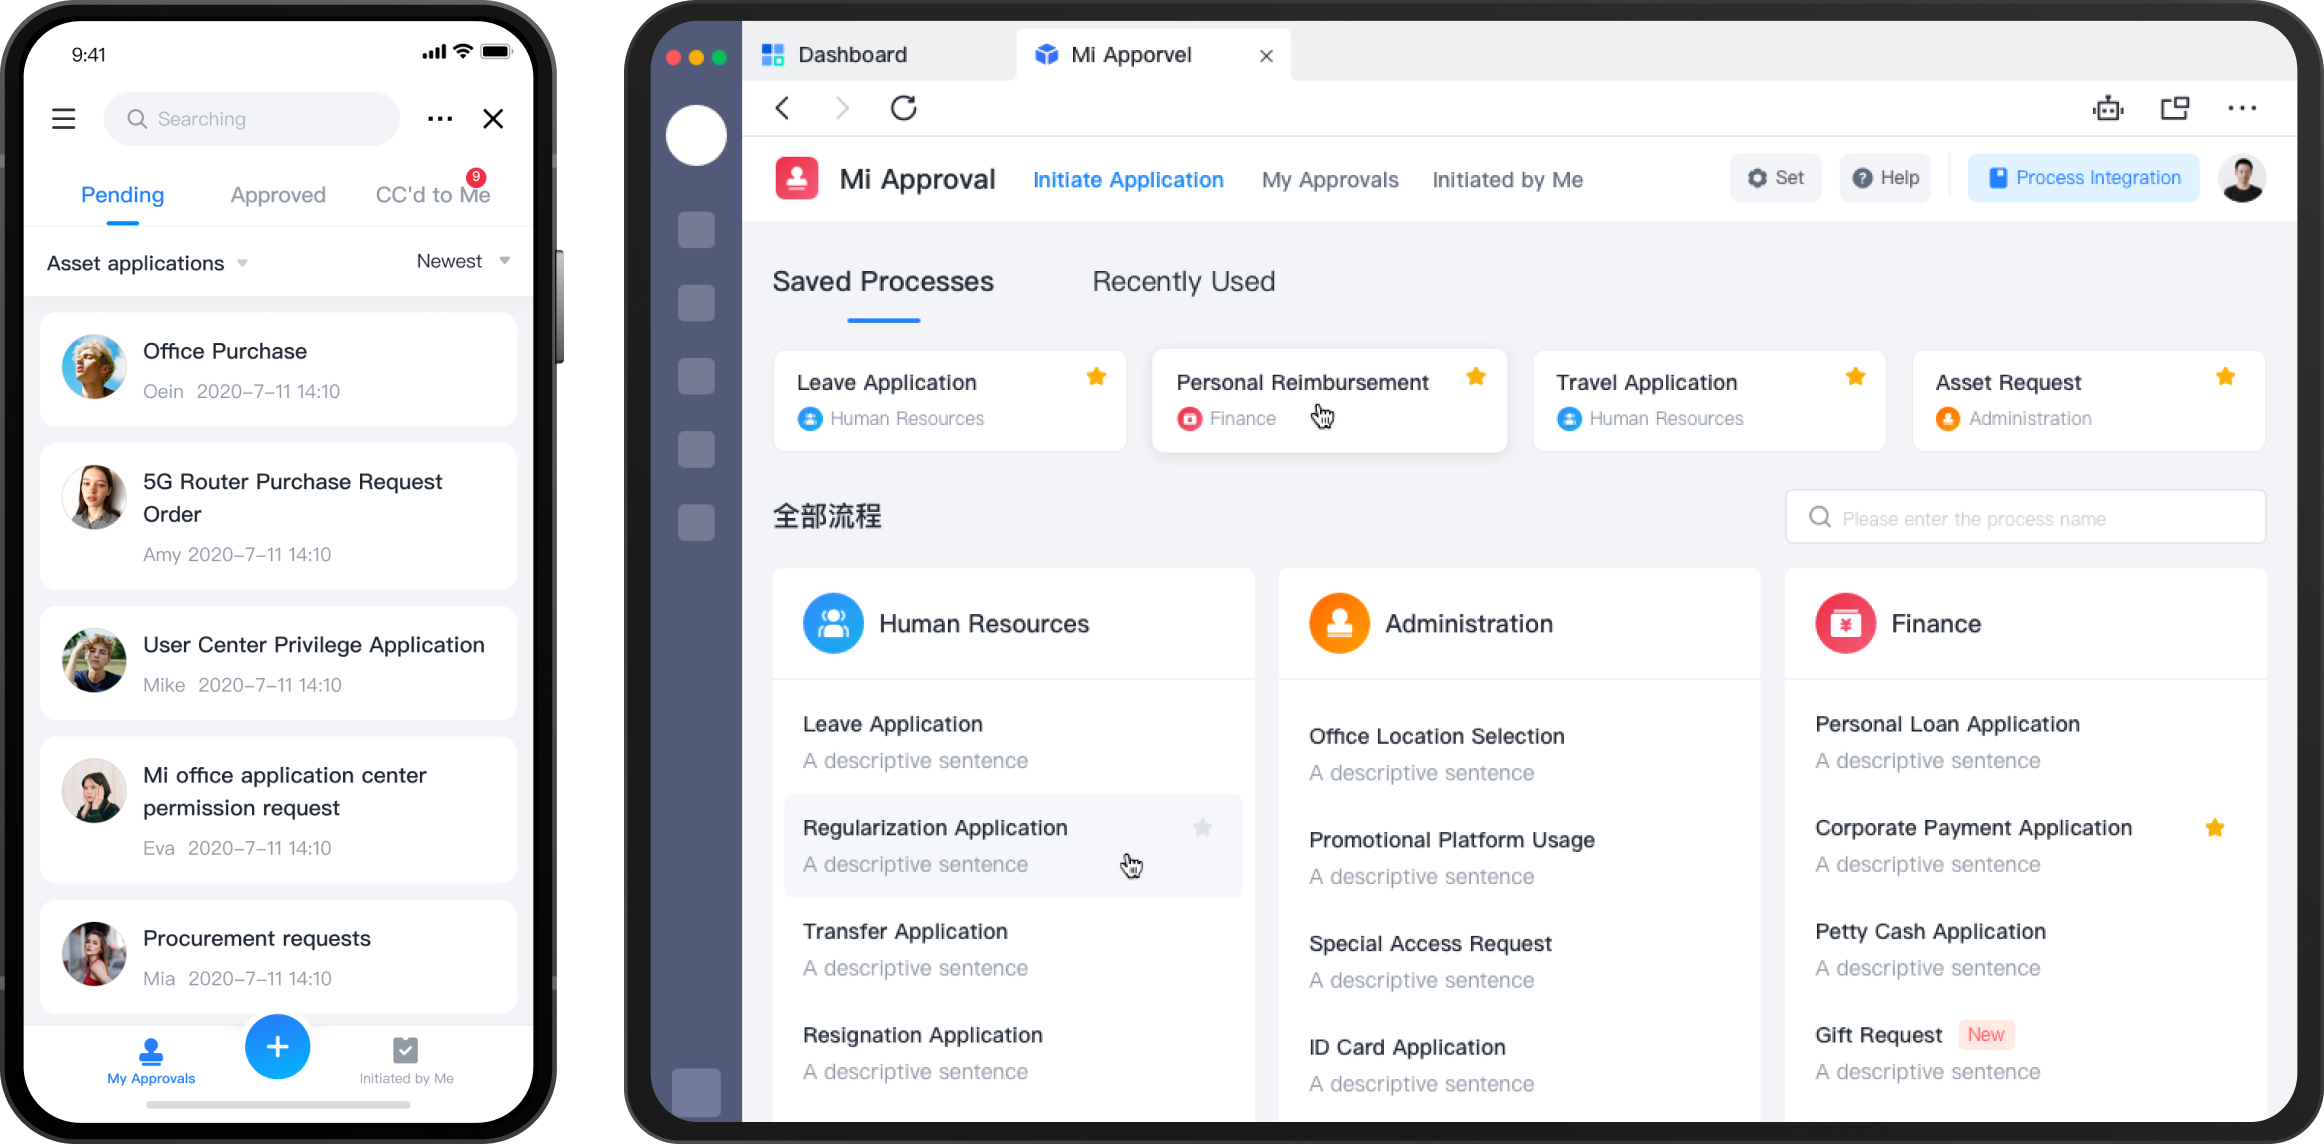 9:41
Searching
Pending
Approved
CC'd to Me
9
Asset applications
Newest
Office Purchase
Oein 2020-7-11 14:10
5G Router Purchase Request
Order
Amy 2020-7-11 14:10
User Center Privilege Application
Mike 2020-7-11 14:10
Mi office application center
permission request
Eva 2020-7-11 14:10
Procurement requests
Mia 2020-7-11 14:10
My Approvals
Initiated by Me
Dashboard
Mi Apporvel
Mi Approval
Initiate Application
My Approvals
Initiated by Me
Set
Help
Process Integration
Saved Processes
Recently Used
Leave Application
Human Resources
Personal Reimbursement
Finance
Travel Application
Human Resources
Asset Request
Administration
全部流程
Please enter the process name
Human Resources
Leave Application
A descriptive sentence
Regularization Application
A descriptive sentence
Transfer Application
A descriptive sentence
Resignation Application
A descriptive sentence
Administration
Office Location Selection
A descriptive sentence
Promotional Platform Usage
A descriptive sentence
Special Access Request
A descriptive sentence
ID Card Application
A descriptive sentence
¥
Finance
Personal Loan Application
A descriptive sentence
Corporate Payment Application
A descriptive sentence
Petty Cash Application
A descriptive sentence
Gift Request New
A descriptive sentence